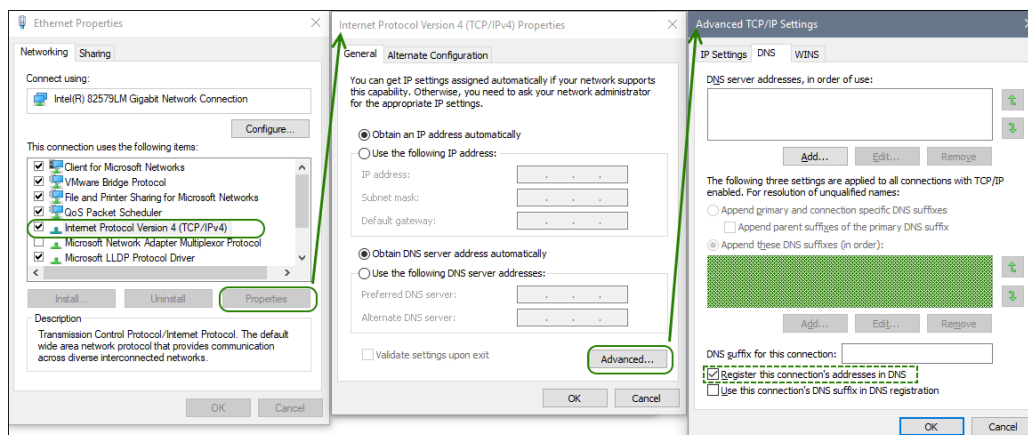 Ethernet Properties
Networking
Sharing
Connect using:
Intel(R) 82579LM Gigabit Network Connection
Configure...
This connection uses the following items:
Client for Microsoft Networks
VMware Bridge Protocol
File and Printer Sharing for Microsoft Networks
QoS Packet Scheduler
Internet Protocol Version 4 (TCP/IPv4)
Microsoft Network Adapter Multiplexor Protocol
Microsoft LLDP Protocol Driver
Install...
Uninstall
Properties
Description
Transmission Control Protocol/Internet Protocol. The default
wide area network protocol that provides communication
across diverse interconnected networks.
OK
Cancel
Internet Protocol Version 4 (TCP/IPv4) Properties
General
Alternate Configuration
You can get IP settings assigned automatically if your network supports
this capability. Otherwise, you need to ask your network administrator
for the appropriate IP settings.
Obtain an IP address automatically
Use the following IP address:
IP address:
Subnet mask:
Default gateway:
Obtain DNS server address automatically
Use the following DNS server addresses:
Preferred DNS server:
Alternate DNS server:
Validate settings upon exit
Advanced...
OK
Cancel
Advanced TCP/IP Settings
IP Settings
DNS
WINS
DNS server addresses, in order of use:
Add...
Edit...
Remove
The following three settings are applied to all connections with TCP/IP
enabled. For resolution of unqualified names:
Append primary and connection specific DNS suffixes
Append parent suffixes of the primary DNS suffix
Append these DNS suffixes (in order):
Add...
Edit...
Remove
DNS suffix for this connection:
Register this connection's addresses in DNS
Use this connection's DNS suffix in DNS registration
OK
Cancel